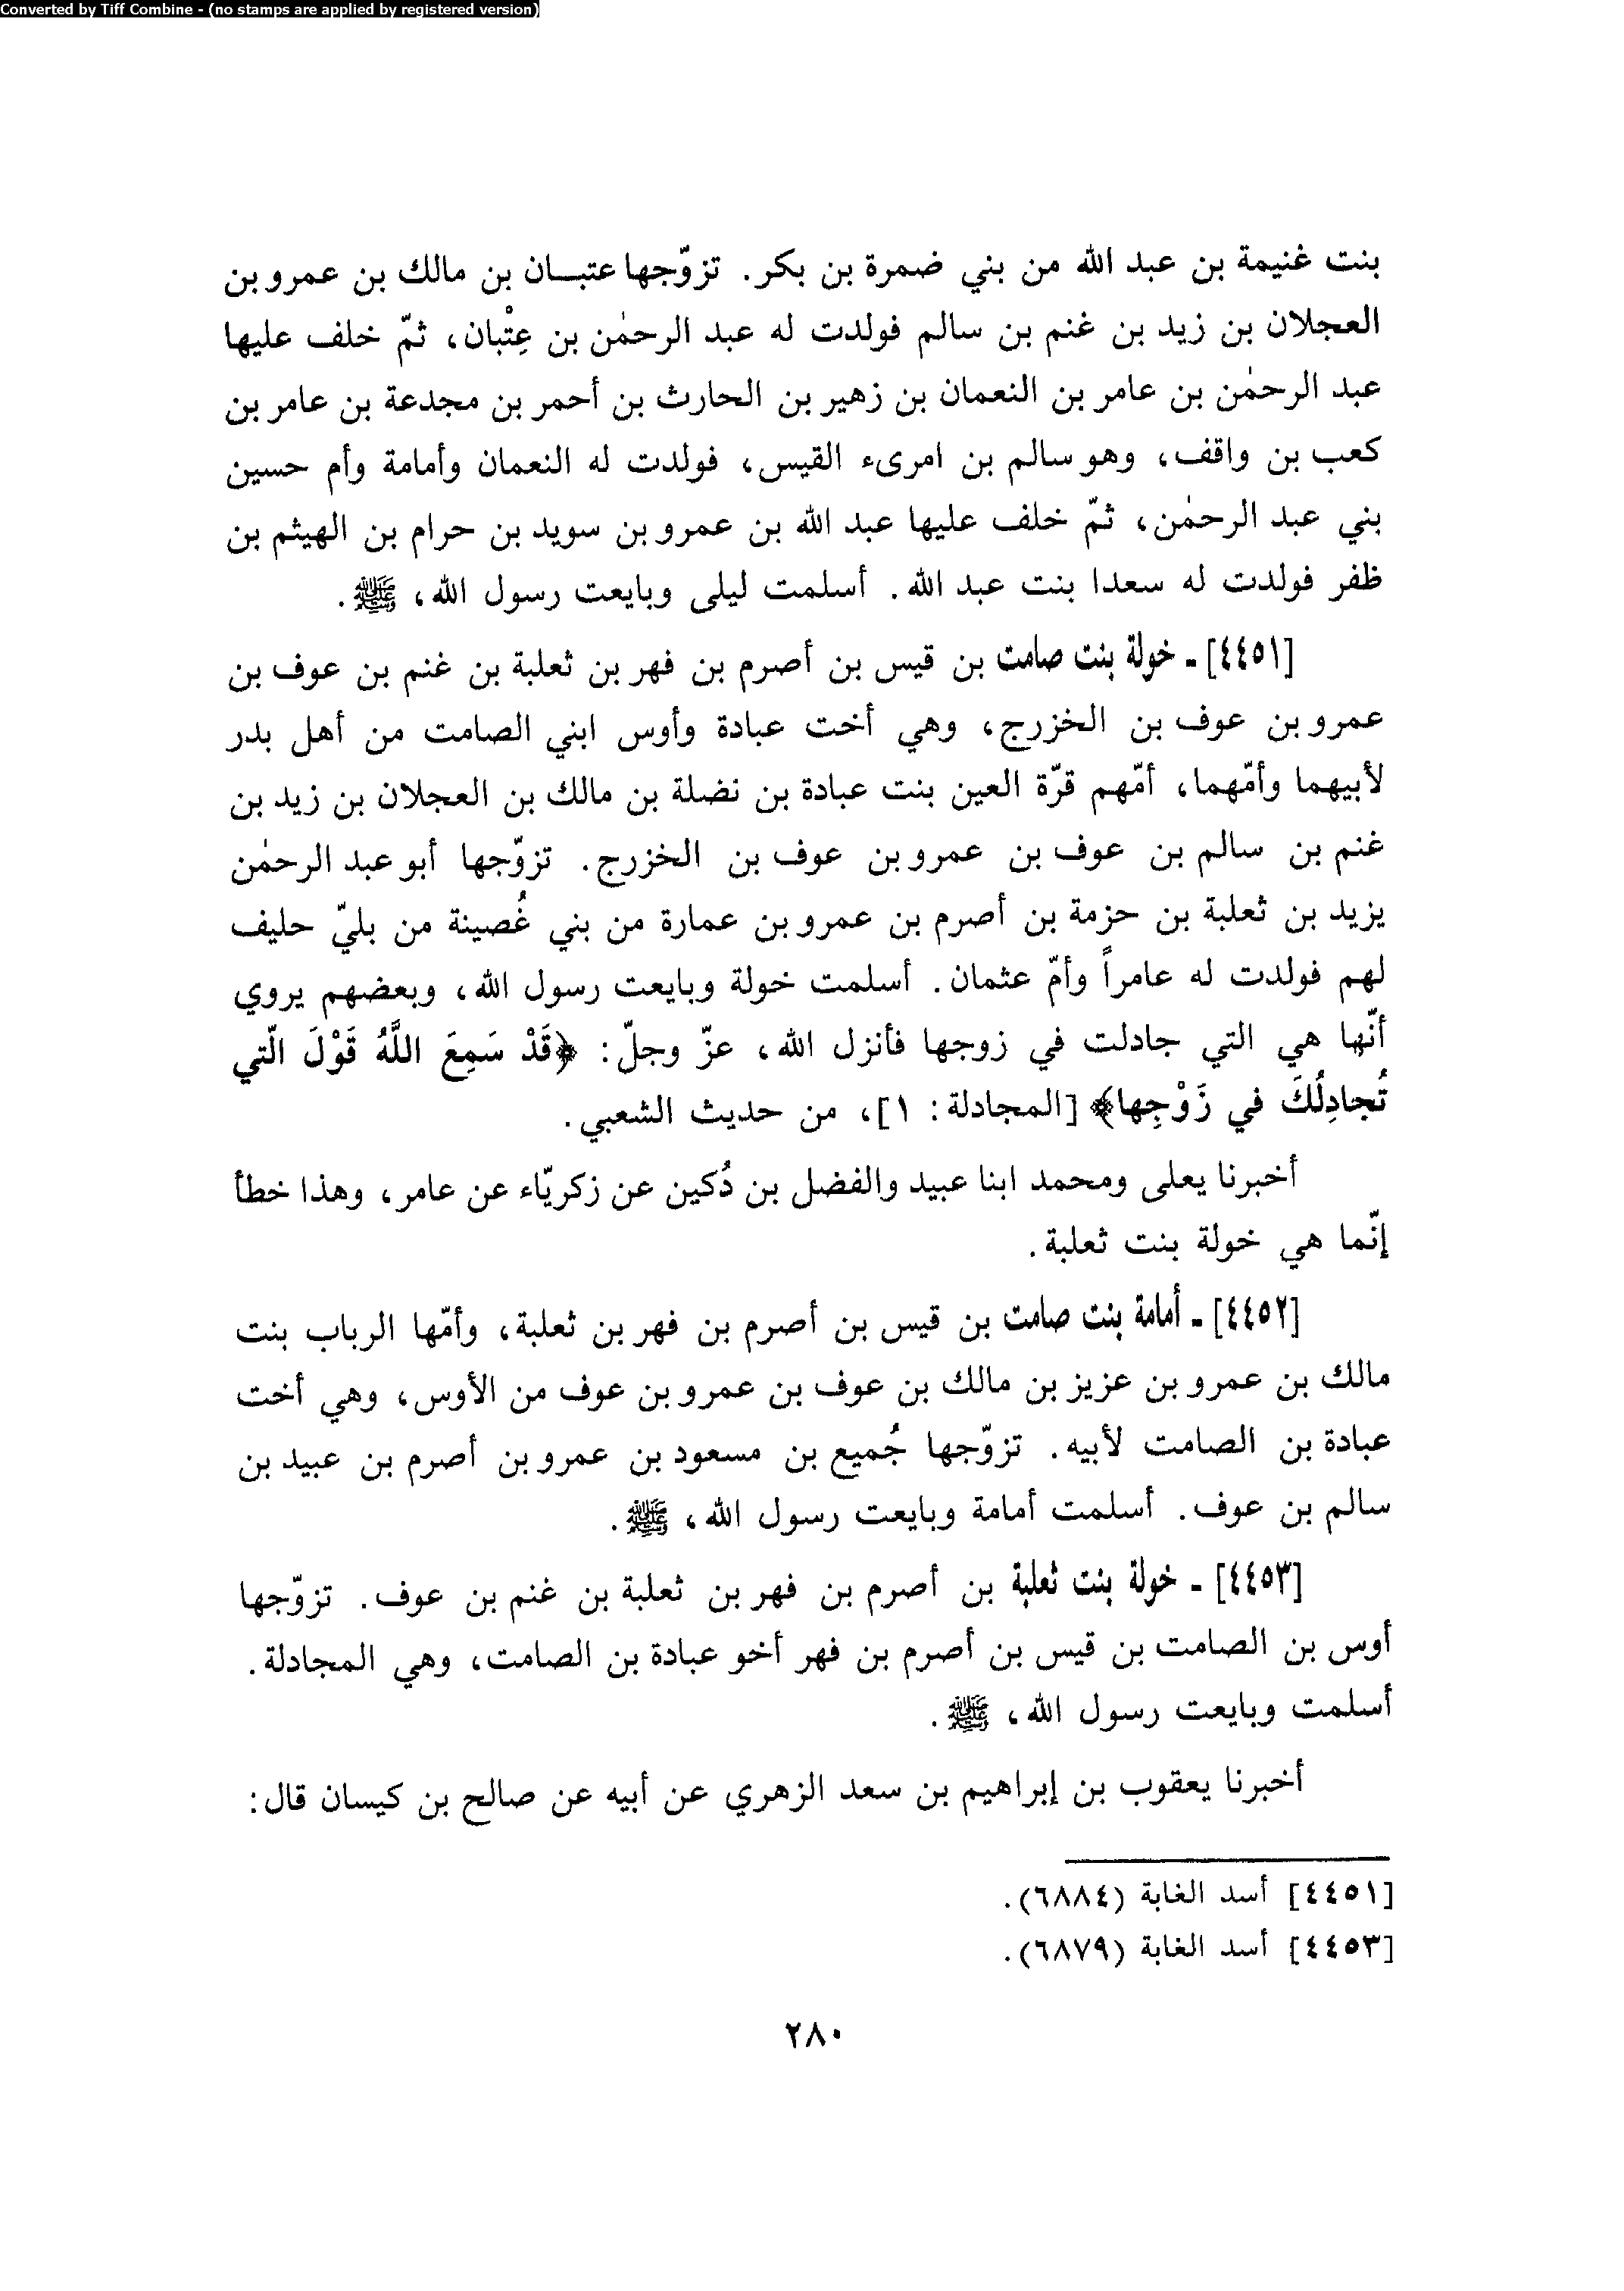 Converted by Tiff Combine - (no stamps are applied by registered version)
بنت غنيمة بن عبد الله من بني ضمرة بن بكر. تزوّجها عتبــان بن مالك بن عمرو بن
العجلان بن زيد بن غنم بن سالم فولدت له عبد الرحمٰن بن عِتْبان، ثمّ خلف عليها
عبد الرحمٰن بن عامر بن النعمان بن زهير بن الحارث بن أحمر بن مجدعة بن عامر بن
كعب بن واقف، وهو سالم بن امرىء القيس، فولدت له النعمان وأمامة وأم حسين
بني عبد الرحمٰن، ثمّ خلف عليها عبد الله بن عمرو بن سويد بن حرام بن الهيثم بن
ظفر فولدت له سعدا بنت عبد الله. أسلمت ليلى وبايعت رسول الله، ﷺ.
[٤٤٥١] ـ خولة بنت صامت بن قيس بن أصرم بن فهر بن ثعلبة بن غنم بن عوف بن
عمرو بن عوف بن الخزرج، وهي أخت عبادة وأوس ابني الصامت من أهل بدر
لأبيهما وأمّهما، أمّهم قرّة العين بنت عبادة بن نضلة بن مالك بن العجلان بن زيد بن
غنم بن سالم بن عوف بن عمرو بن عوف بن الخزرج. تزوّجها أبو عبد الرحمٰن
يزيد بن ثعلبة بن حزمة بن أصرم بن عمرو بن عمارة من بني غُصينة من بليّ حليف
لهم فولدت له عامراً وأمّ عثمان. أسلمت خولة وبايعت رسول الله، وبعضهم يروي
أنّها هي التي جادلت في زوجها فأنزل الله، عزّ وجلّ: ﴿قَدْ سَمِعَ اللَّهُ قَوْلَ الّتي
تُجادِلُكَ في زَوْجِها﴾ [المجادلة: ١]، من حديث الشعبي.
أخبرنا يعلى ومحمد ابنا عبيد والفضل بن دُكين عن زكريّاء عن عامر، وهذا خطأ
إنّما هي خولة بنت ثعلبة.
[٤٤٥٢] ـ أمامة بنت صامت بن قيس بن أصرم بن فهر بن ثعلبة، وأمّها الرباب بنت
مالك بن عمرو بن عزيز بن مالك بن عوف بن عمرو بن عوف من الأوس، وهي أخت
عبادة بن الصامت لأبيه. تزوّجها جُميع بن مسعود بن عمرو بن أصرم بن عبيد بن
سالم بن عوف. أسلمت أمامة وبايعت رسول الله، ﷺ.
[٤٤٥٣] ـ خولة بنت ثعلبة بن أصرم بن فهر بن ثعلبة بن غنم بن عوف. تزوّجها
أوس بن الصامت بن قيس بن أصرم بن فهر أخو عبادة بن الصامت، وهي المجادلة.
أسلمت وبايعت رسول الله، ﷺ.
أخبرنا يعقوب بن إبراهيم بن سعد الزهري عن أبيه عن صالح بن كيسان قال:
[٤٤٥١] أسد الغابة (٦٨٨٤).
[٤٤٥٣] أسد الغابة (٦٨٧٩).
٢٨٠